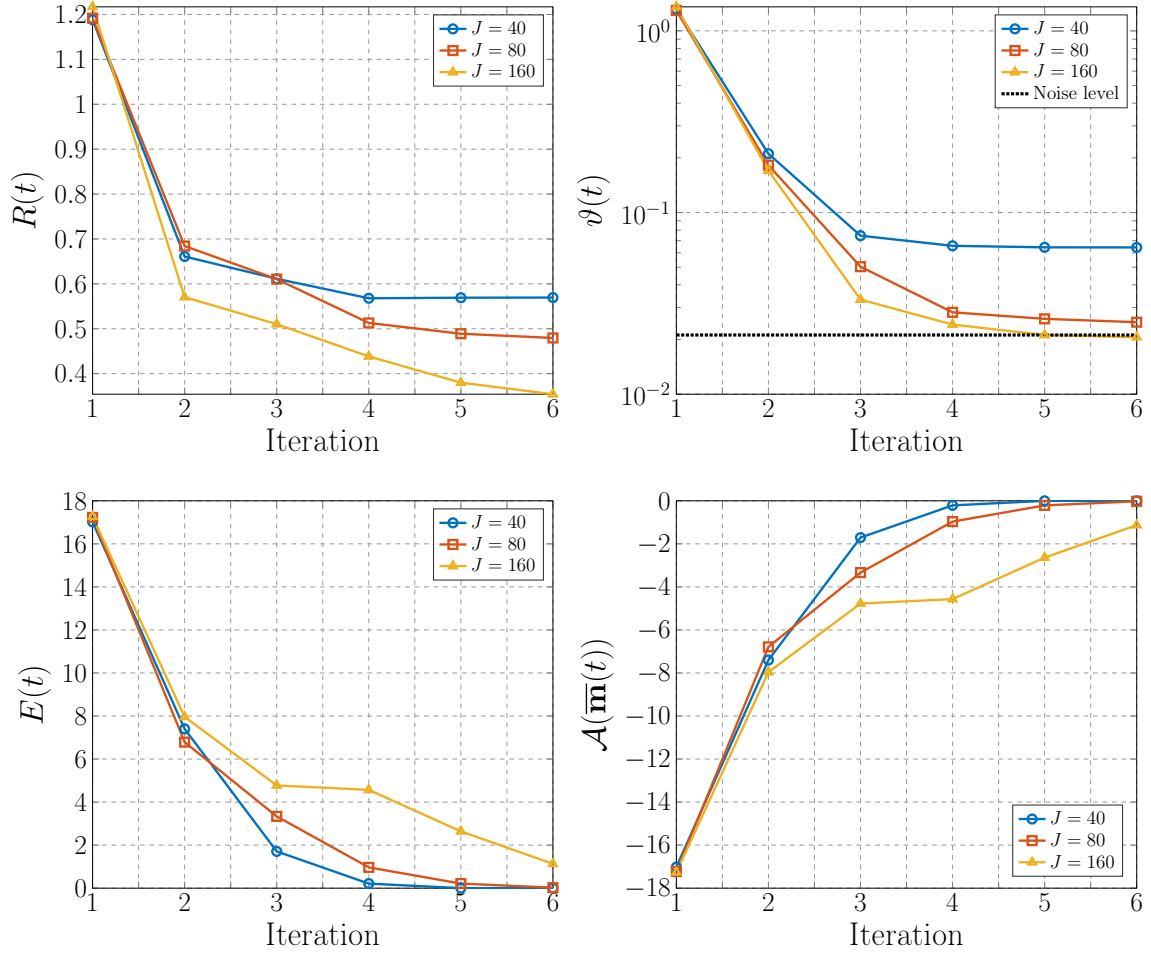 1.2
1.1
1
0.9
0.8
0.7
0.6
0.5
0.4
R(t)
1 2 3 4 5 6
Iteration
J = 40
J = 80
J = 160
10^0
10^{-1}
10^{-2}
ϑ(t)
1 2 3 4 5 6
Iteration
J = 40
J = 80
J = 160
Noise level
18
16
14
12
10
8
6
4
2
0
E(t)
1 2 3 4 5 6
Iteration
J = 40
J = 80
J = 160
0
−2
−4
−6
−8
−10
−12
−14
−16
−18
𝒜(m̅(t))
1 2 3 4 5 6
Iteration
J = 40
J = 80
J = 160